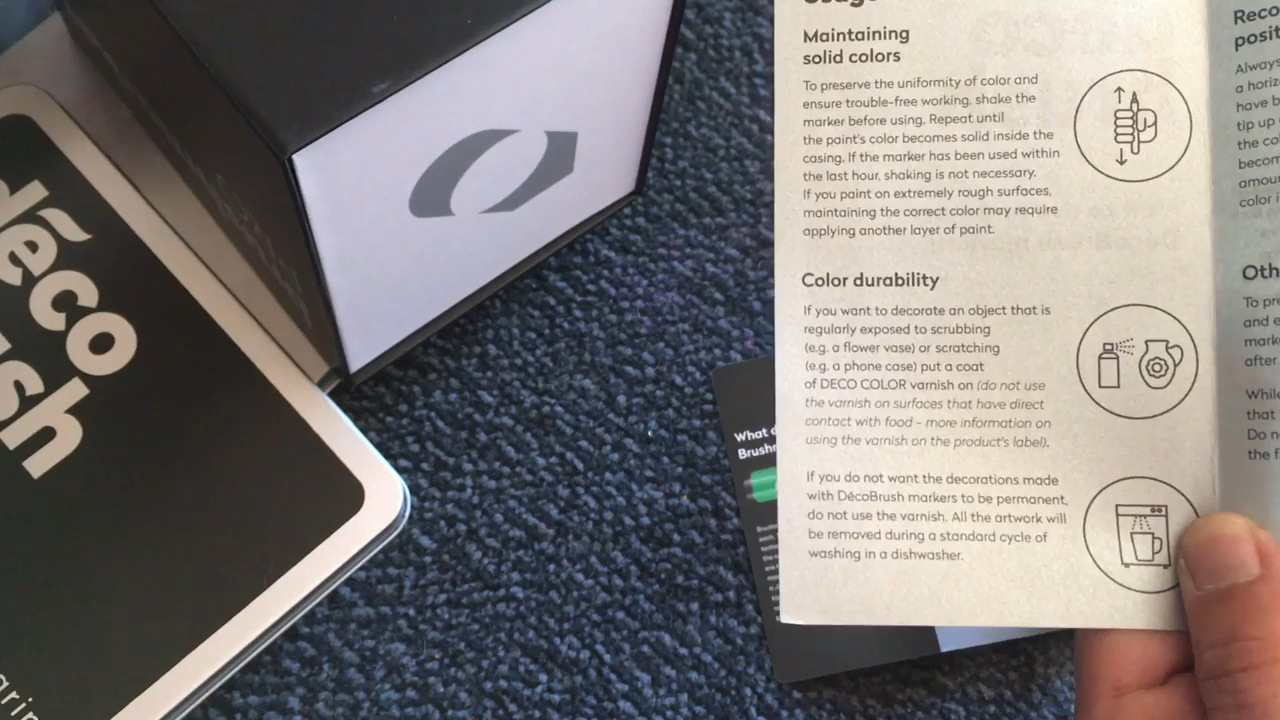 déco
Usage
Maintaining
solid colors
To preserve the uniformity of color and
ensure trouble-free working, shake the
marker before using. Repeat until
the paint's color becomes solid inside the
casing. If the marker has been used within
the last hour, shaking is not necessary.
If you paint on extremely rough surfaces,
maintaining the correct color may require
applying another layer of paint.
Color durability
If you want to decorate an object that is
regularly exposed to scrubbing
(e.g. a flower vase) or scratching
(e.g. a phone case) put a coat
of DECO COLOR varnish on (do not use
the varnish on surfaces that have direct
contact with food - more information on
using the varnish on the product's label).
If you do not want the decorations made
with DécoBrush markers to be permanent,
do not use the varnish. All the artwork will
be removed during a standard cycle of
washing in a dishwasher.
Always
a horiz
have b
tip up
the co
becom
amou
color i
Oth
To pre
and e
mark
after
While
that
Do n
the f
What